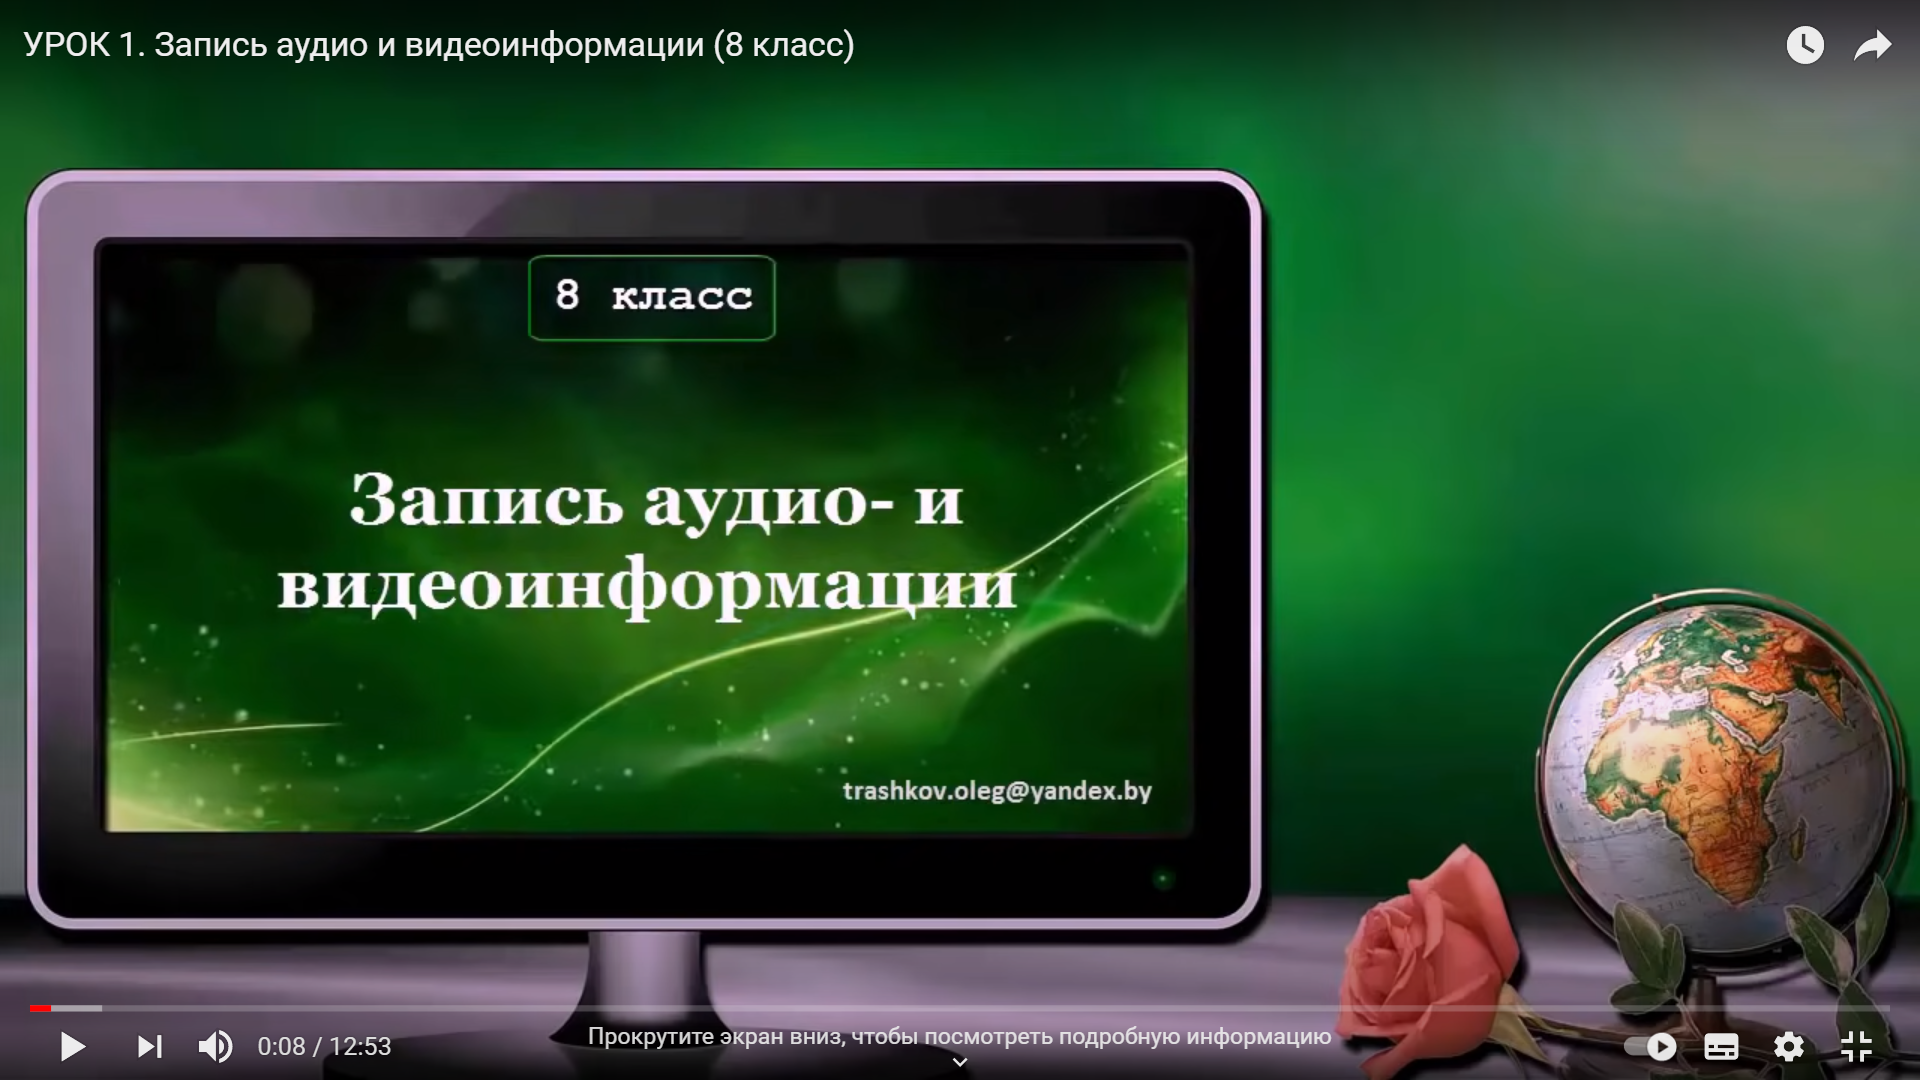 УРОК 1. Запись аудио и видеоинформации (8 класс)
8 класс
Запись аудио- и
видеоинформации
trashkov.oleg@yandex.by
0:08 / 12:53
Прокрутите экран вниз, чтобы посмотреть подробную информацию